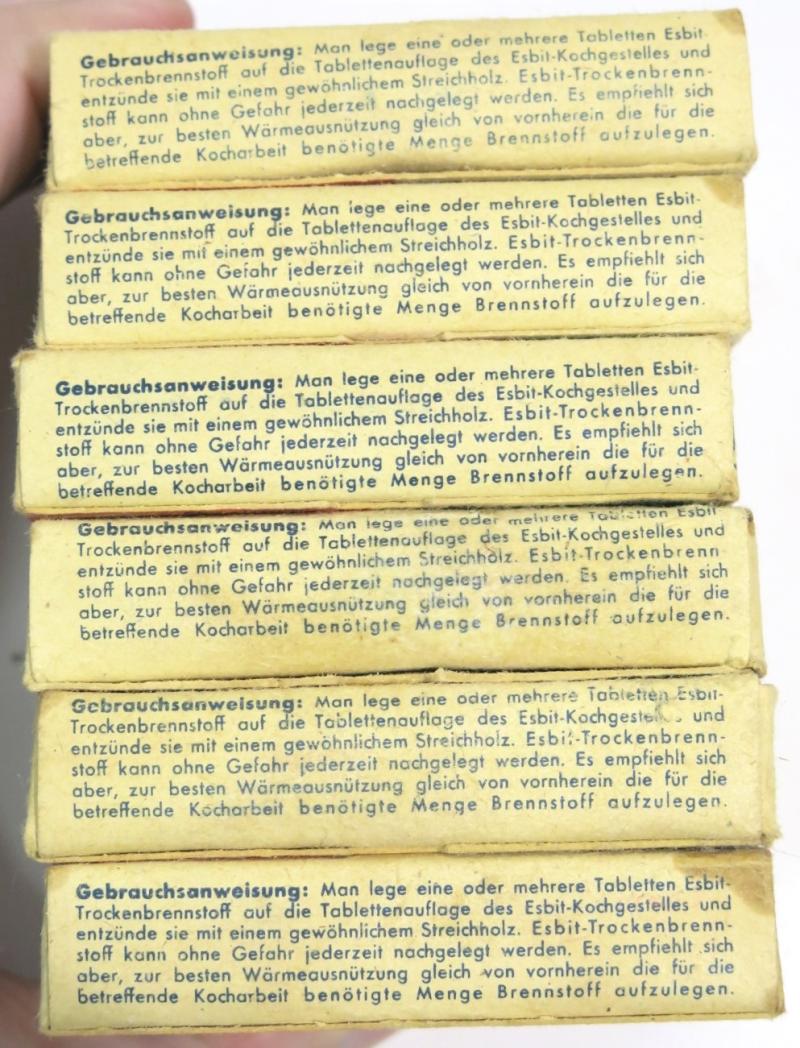 Gebrauchsanweisung: Man lege eine oder mehrere Tabletten Esbit-
Trockenbrennstoff auf die Tablettenauflage des Esbit-Kochgestelles und
entzünde sie mit einem gewöhnlichem Streichholz. Esbit-Trockenbrenn-
stoff kann ohne Gefahr jederzeit nachgelegt werden. Es empfiehlt sich
aber, zur besten Wärmeausnützung gleich von vornherein die für die
betreffende Kocharbeit benötigte Menge Brennstoff aufzulegen.
Gebrauchsanweisung: Man lege eine oder mehrere Tabletten Esbit-
Trockenbrennstoff auf die Tablettenauflage des Esbit-Kochgestelles und
entzünde sie mit einem gewöhnlichem Streichholz. Esbit-Trockenbrenn-
stoff kann ohne Gefahr jederzeit nachgelegt werden. Es empfiehlt sich
aber, zur besten Wärmeausnützung gleich von vornherein die für die
betreffende Kocharbeit benötigte Menge Brennstoff aufzulegen.
Gebrauchsanweisung: Man lege eine oder mehrere Tabletten Esbit-
Trockenbrennstoff auf die Tablettenauflage des Esbit-Kochgestelles und
entzünde sie mit einem gewöhnlichem Streichholz. Esbit-Trockenbrenn-
stoff kann ohne Gefahr jederzeit nachgelegt werden. Es empfiehlt sich
aber, zur besten Wärmeausnützung gleich von vornherein die für die
betreffende Kocharbeit benötigte Menge Brennstoff aufzulegen.
Gebrauchsanweisung: Man lege eine oder mehrere Tabletten Esbit
Trockenbrennstoff auf die Tablettenauflage des Esbit-Kochgestelles und
entzünde sie mit einem gewöhnlichem Streichholz. Esbit-Trockenbrenn
stoff kann ohne Gefahr jederzeit nachgelegt werden. Es empfiehlt sich
aber, zur besten Wärmeausnützung gleich von vornherein die für die
betreffende Kocharbeit benötigte Menge Brennstoff aufzulegen.
Gebrauchsanweisung: Man lege eine oder mehrere Tabletten Esbit-
Trockenbrennstoff auf die Tablettenauflage des Esbit-Kochgestelles und
entzünde sie mit einem gewöhnlichem Streichholz. Esbit-Trockenbrenn-
stoff kann ohne Gefahr jederzeit nachgelegt werden. Es empfiehlt sich
aber, zur besten Wärmeausnützung gleich von vornherein die für die
betreffende Kocharbeit benötigte Menge Brennstoff aufzulegen.
Gebrauchsanweisung: Man lege eine oder mehrere Tabletten Esbit-
Trockenbrennstoff auf die Tablettenauflage des Esbit-Kochgestelles und
entzünde sie mit einem gewöhnlichem Streichholz. Esbit-Trockenbrenn-
stoff kann ohne Gefahr jederzeit nachgelegt werden. Es empfiehlt sich
aber, zur besten Wärmeausnützung gleich von vornherein die für die
betreffende Kocharbeit benötigte Menge Brennstoff aufzulegen.